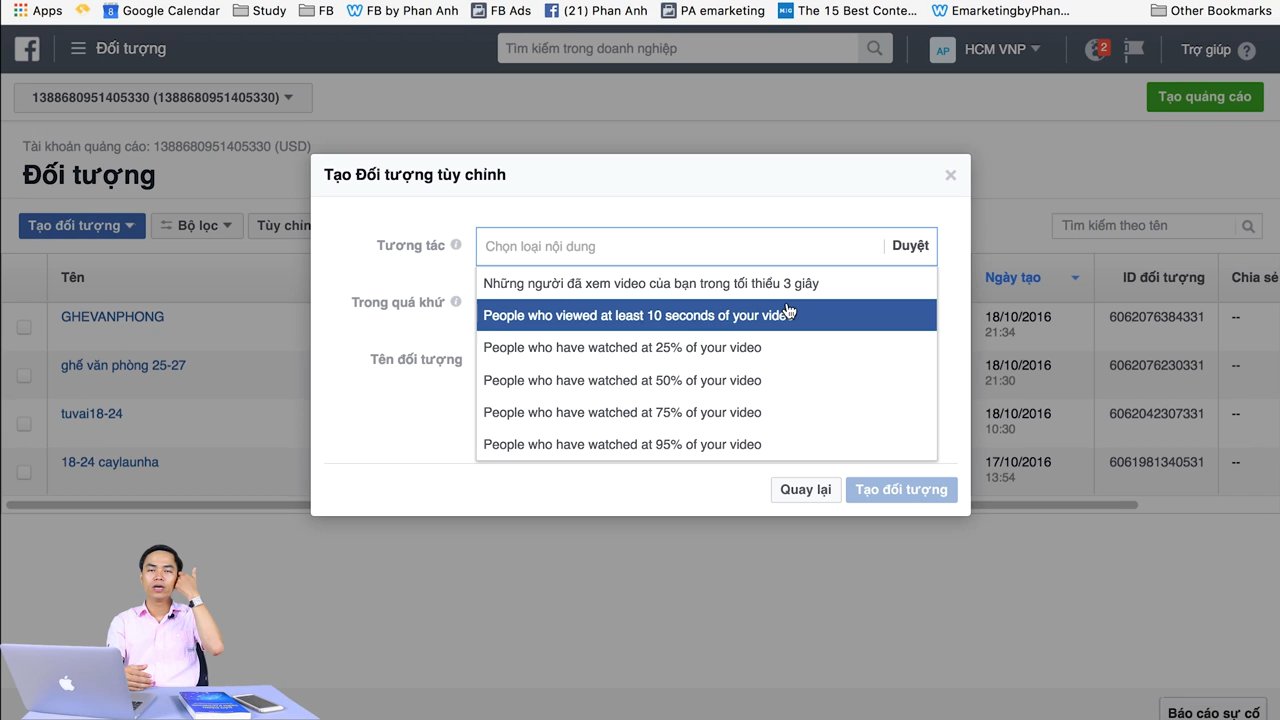 Apps Google Calendar Study FB FB by Phan Anh FB Ads (21) Phan Anh PA emarketing The 15 Best Conte... EmarketingbyPhan... Other Bookmarks
Đối tượng Tìm kiếm trong doanh nghiệp AP HCM VNP 2 Trợ giúp ?
1388680951405330 (1388680951405330) Tạo quảng cáo
Tài khoản quảng cáo: 1388680951405330 (USD)
Đối tượng
Tạo đối tượng Bộ lọc Tùy chỉn Tìm kiếm theo tên
Tên Ngày tạo ID đối tượng Chia sẻ
GHEVANPHONG 18/10/2016 6062076384331 --
21:34
ghế văn phòng 25-27 18/10/2016 6062076230331 --
21:30
tuvai18-24 18/10/2016 6062042307331 --
10:30
18-24 caylaunha 17/10/2016 6061981340531 --
13:54
Tạo Đối tượng tùy chỉnh
Tương tác Chọn loại nội dung Duyệt
Những người đã xem video của bạn trong tối thiểu 3 giây
Trong quá khứ
People who viewed at least 10 seconds of your video
People who have watched at 25% of your video
Tên đối tượng
People who have watched at 50% of your video
People who have watched at 75% of your video
People who have watched at 95% of your video
Quay lại Tạo đối tượng
Báo cáo sự cố